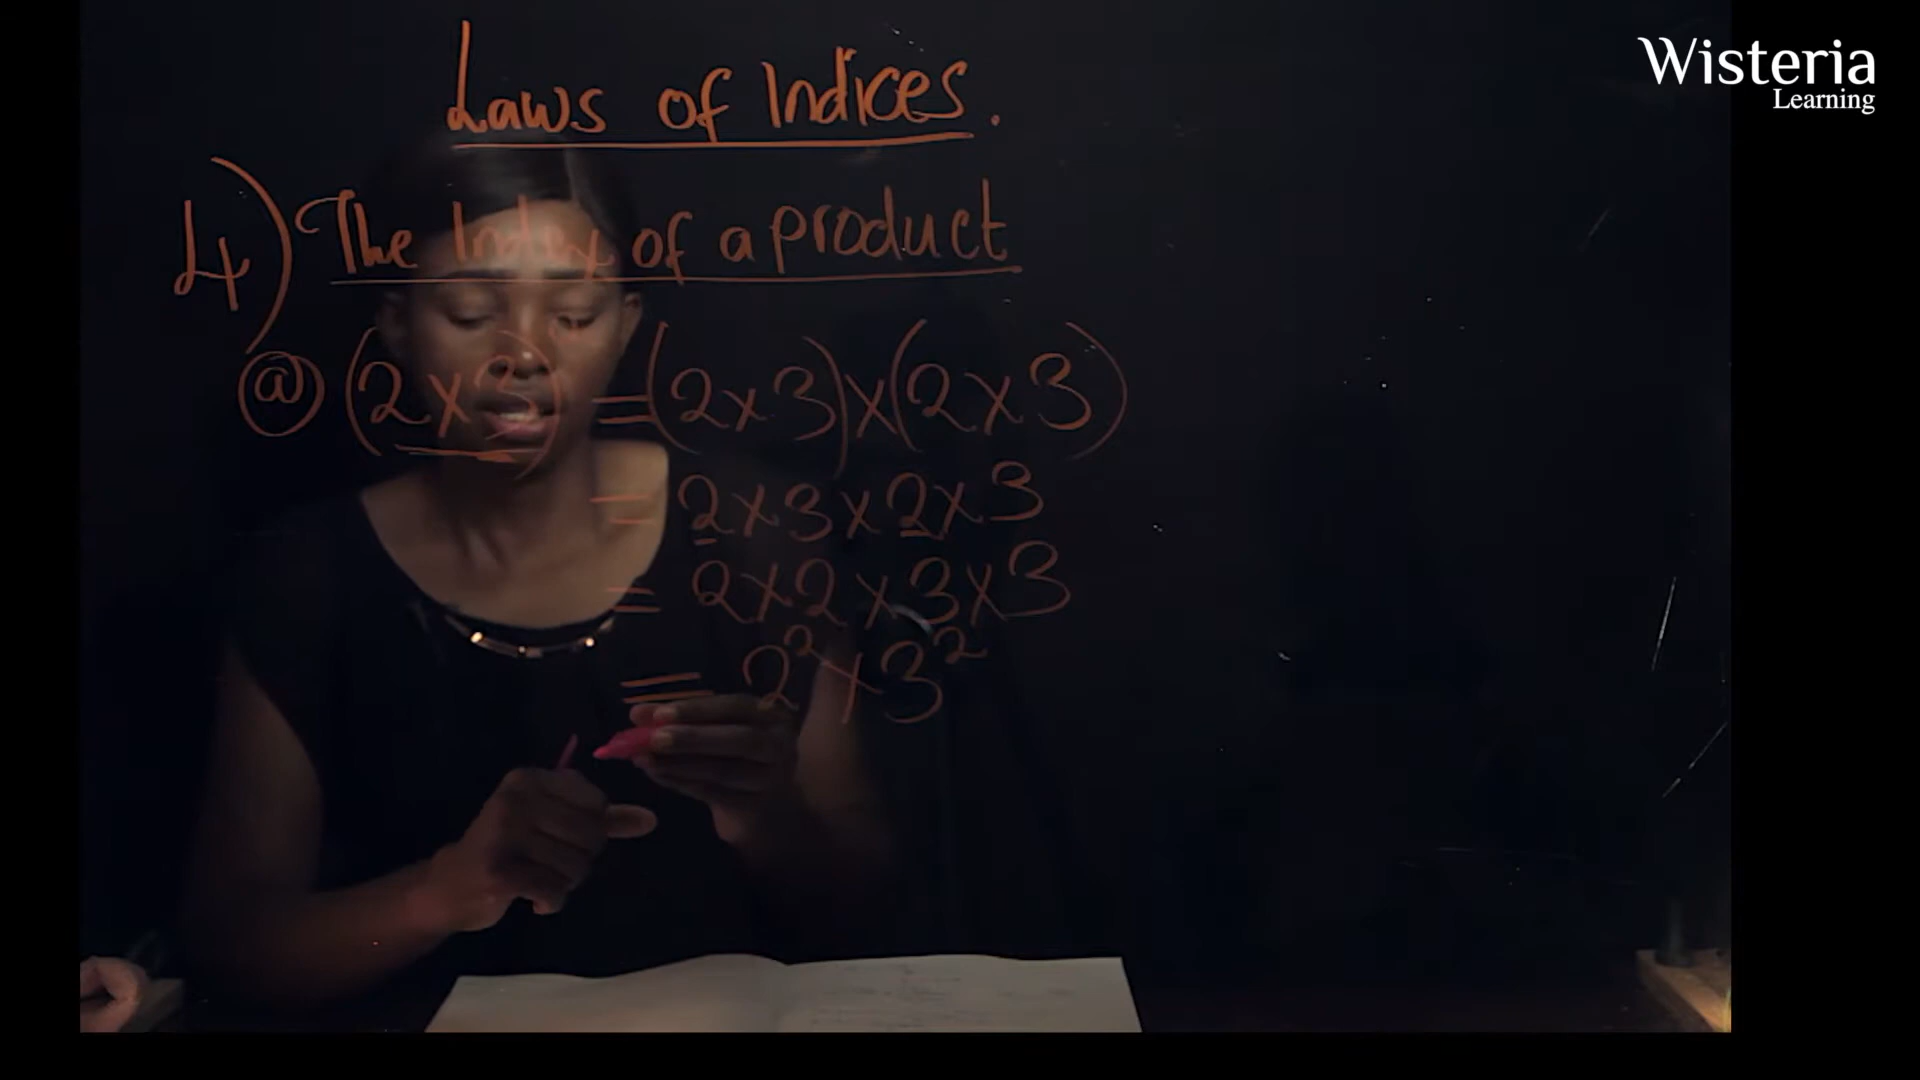 Wisteria
Learning
Laws of Indices.
4) The Index of a product
(a) (2×3) = (2×3)×(2×3)
= 2×3×2×3
= 2×2×3×3
= 2²×3²